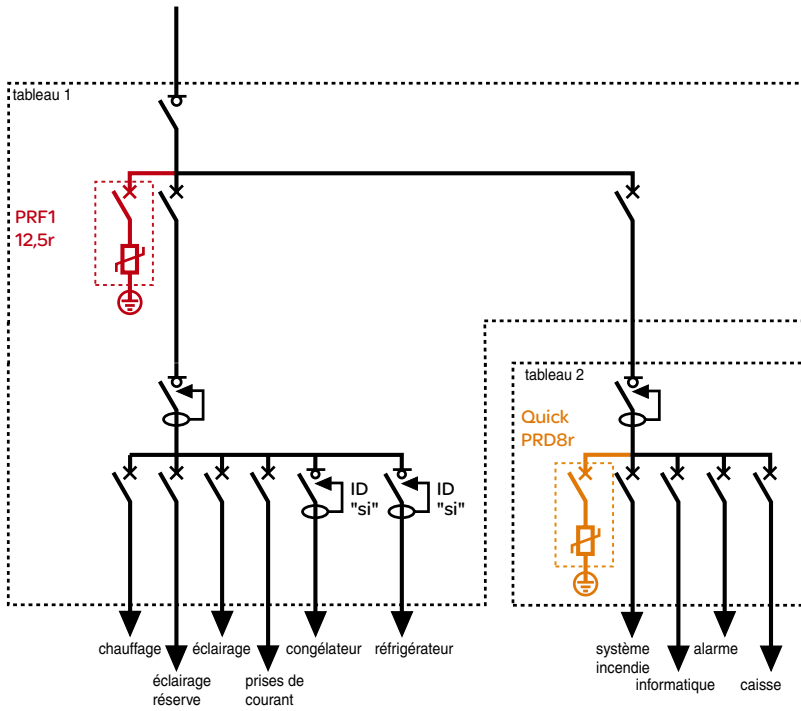 tableau 1
PRF1
12,5r
tableau 2
Quick
PRD8r
ID
"si"
ID
"si"
chauffage
éclairage
réserve
éclairage
prises de
courant
congélateur
réfrigérateur
système
incendie
informatique
alarme
caisse